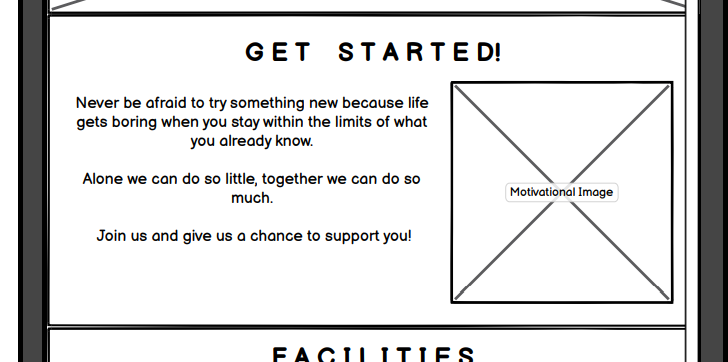 GET STARTED!
Never be afraid to try something new because life
gets boring when you stay within the limits of what
you already know.
Alone we can do so little, together we can do so
much.
Join us and give us a chance to support you!
Motivational Image
FACILITIES